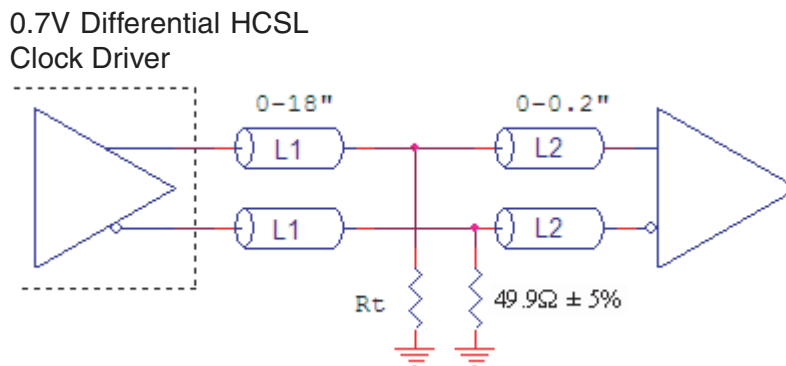 0.7V Differential HCSL
Clock Driver
0-18" 0-0.2"
L1 L2
L1 L2
Rt 49.9Ω ± 5%